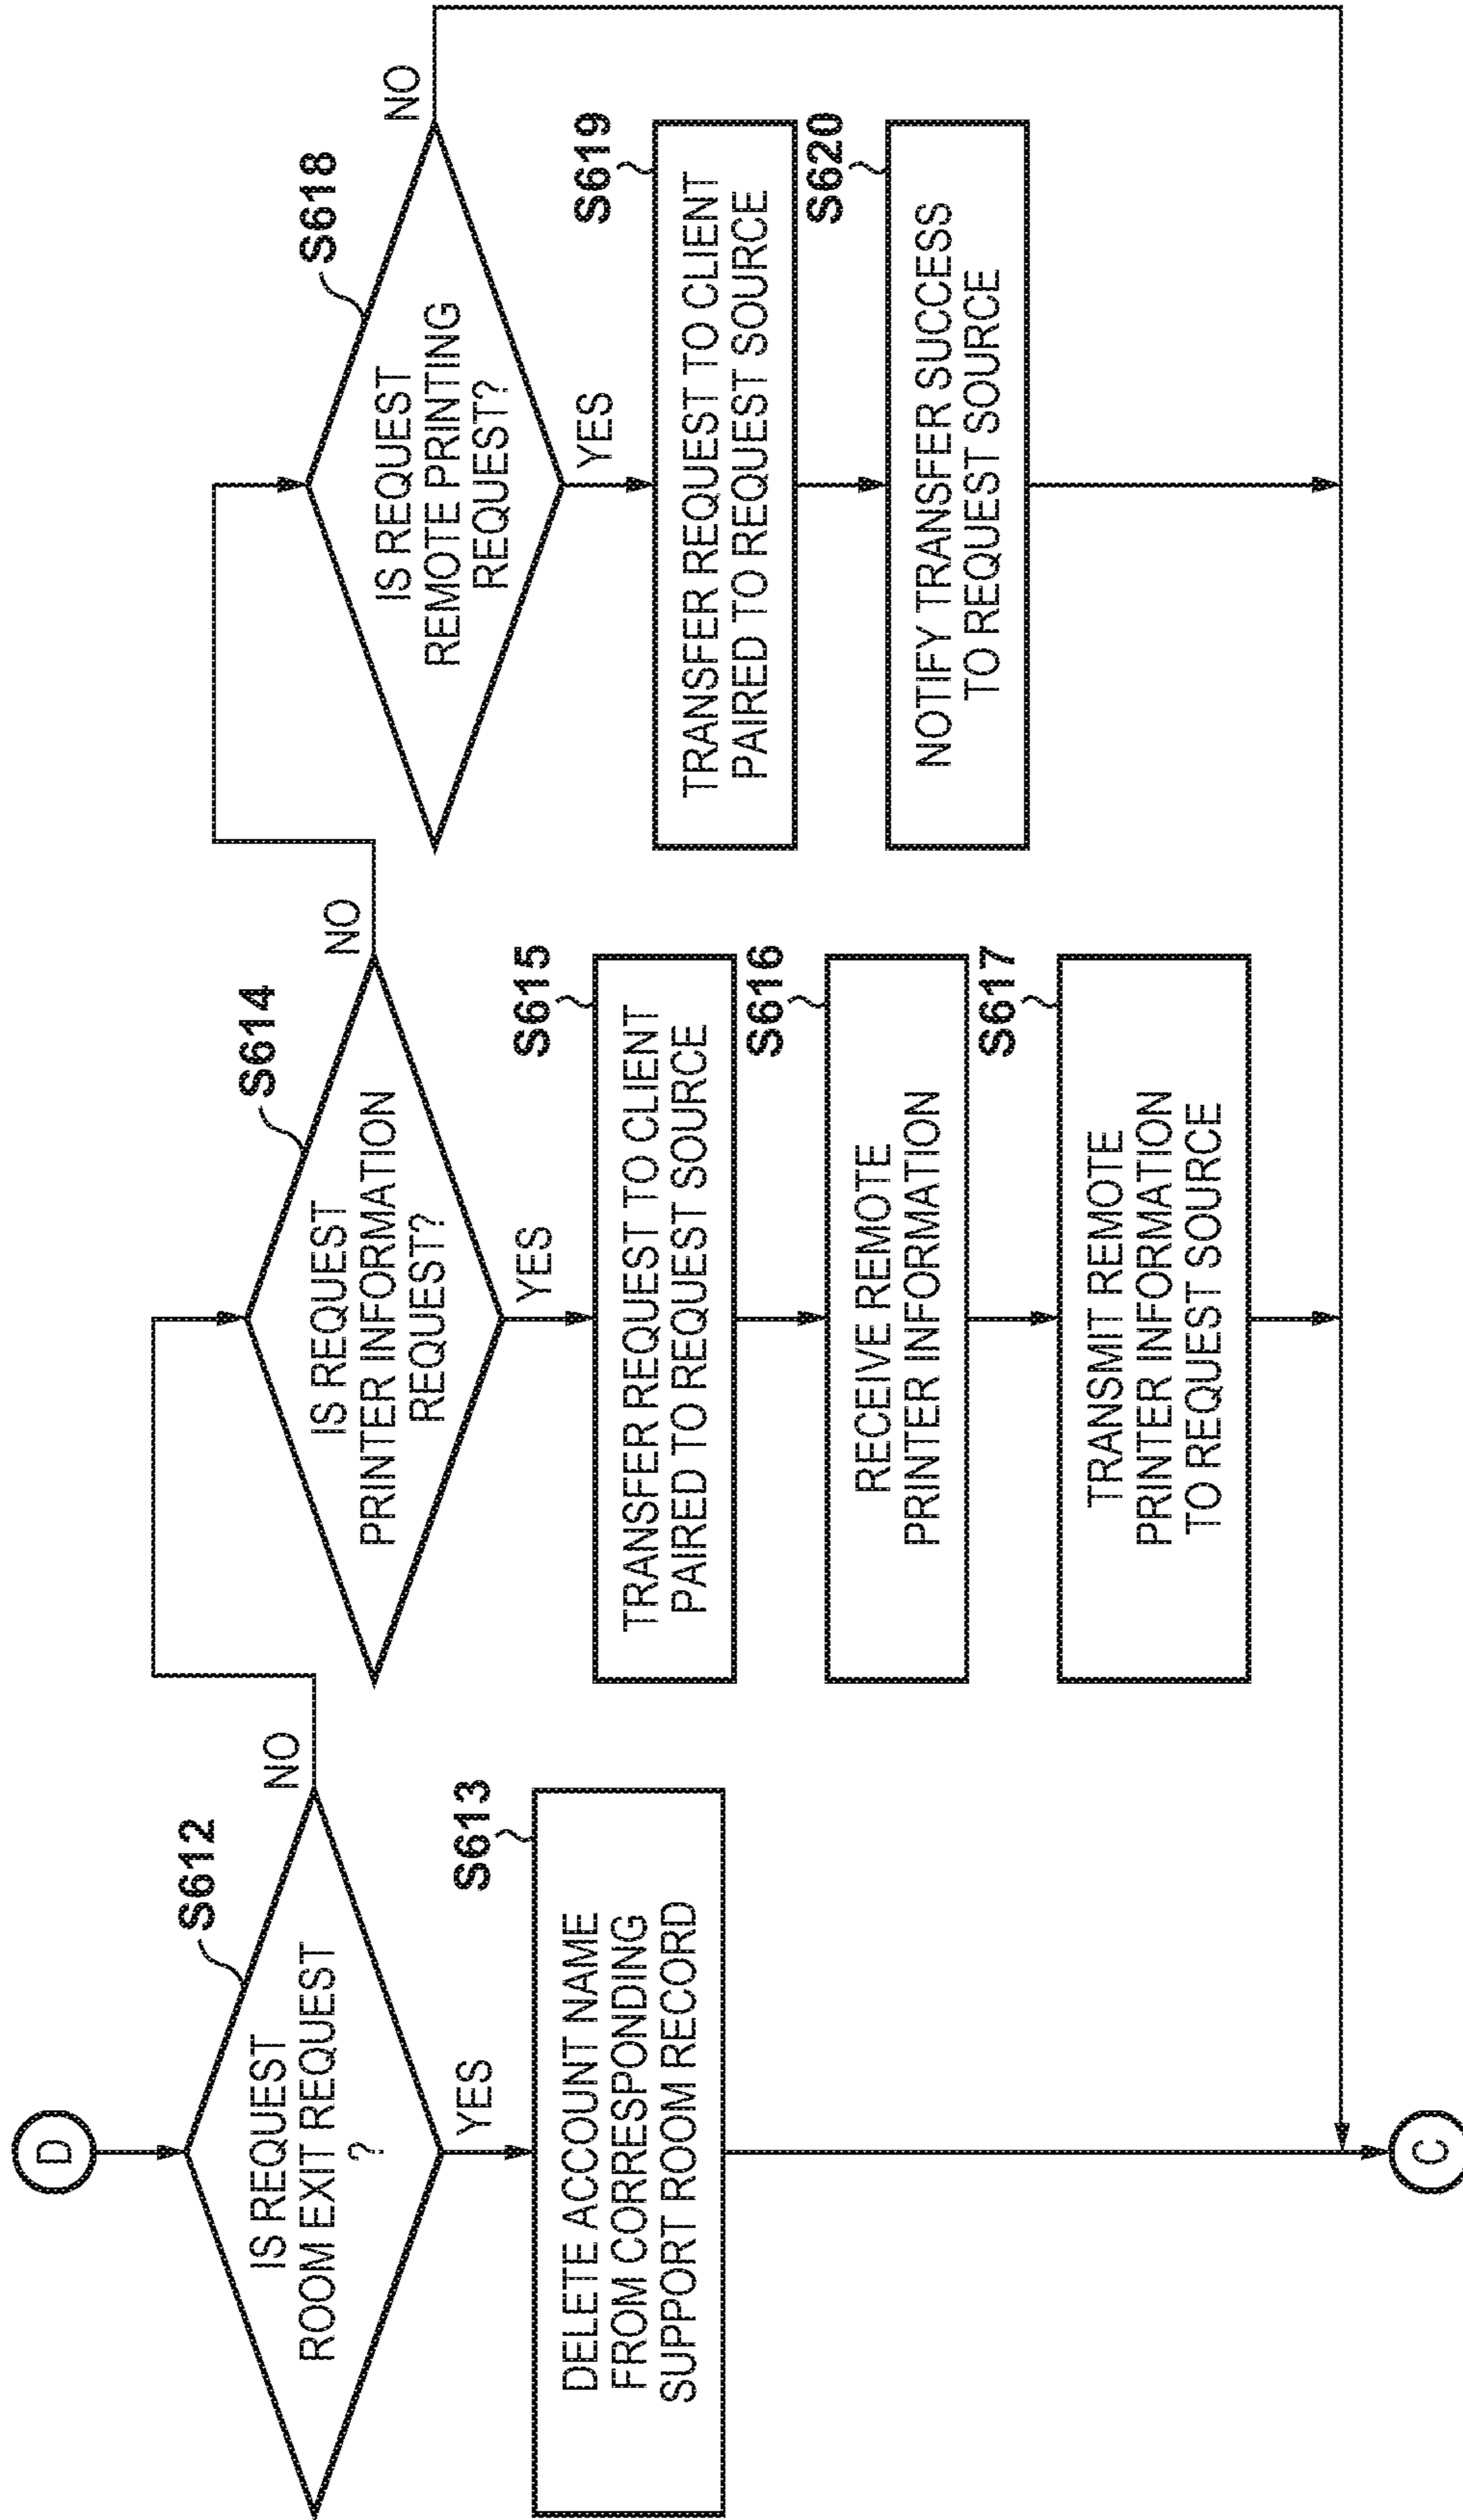 D
S612
IS REQUEST
ROOM EXIT REQUEST
?
NO
YES
S613
DELETE ACCOUNT NAME
FROM CORRESPONDING
SUPPORT ROOM RECORD
S614
IS REQUEST
PRINTER INFORMATION
REQUEST?
NO
YES
S615
TRANSFER REQUEST TO CLIENT
PAIRED TO REQUEST SOURCE
S616
RECEIVE REMOTE
PRINTER INFORMATION
S617
TRANSMIT REMOTE
PRINTER INFORMATION
TO REQUEST SOURCE
S618
IS REQUEST
REMOTE PRINTING
REQUEST?
NO
YES
S619
TRANSFER REQUEST TO CLIENT
PAIRED TO REQUEST SOURCE
S620
NOTIFY TRANSFER SUCCESS
TO REQUEST SOURCE
C